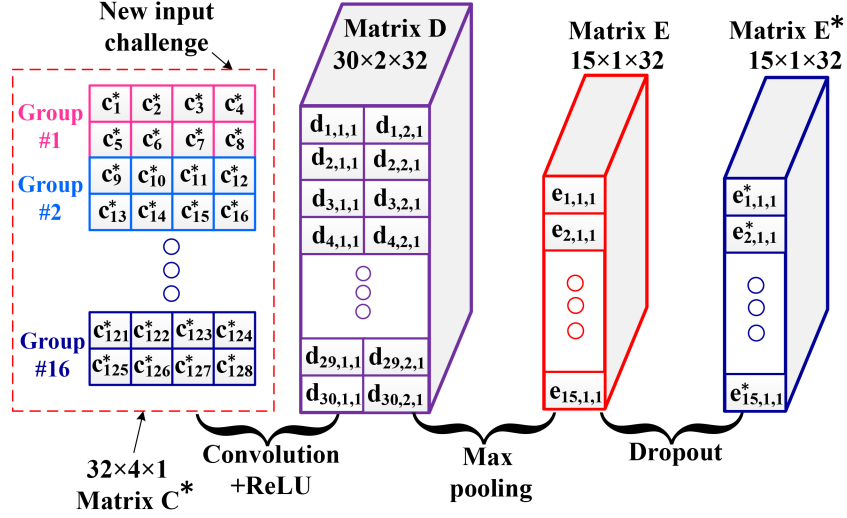 New input
challenge
Matrix D
30×2×32
Matrix E
15×1×32
Matrix E*
15×1×32
Group
#1
c*1 c*2 c*3 c*4
c*5 c*6 c*7 c*8
Group
#2
c*9 c*10 c*11 c*12
c*13 c*14 c*15 c*16
Group
#16
c*121 c*122 c*123 c*124
c*125 c*126 c*127 c*128
d1,1,1 d1,2,1
d2,1,1 d2,2,1
d3,1,1 d3,2,1
d4,1,1 d4,2,1
d29,1,1 d29,2,1
d30,1,1 d30,2,1
e1,1,1
e2,1,1
e15,1,1
e*1,1,1
e*2,1,1
e*15,1,1
32×4×1
Matrix C*
Convolution
+ReLU
Max
pooling
Dropout